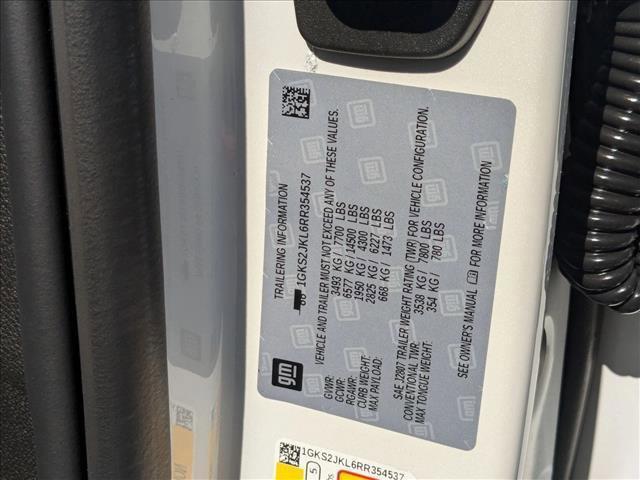 TRAILERING INFORMATION
1GKS2JKL6RR354537
VEHICLE AND TRAILER MUST NOT EXCEED ANY OF THESE VALUES.
GVWR: 3493 KG / 7700 LBS
GCWR: 6577 KG / 14500 LBS
RGAWR: 1950 KG / 4300 LBS
CURB WEIGHT: 2825 KG / 6227 LBS
MAX PAYLOAD: 668 KG / 1473 LBS
SAE J2807 TRAILER WEIGHT RATING (TWR) FOR VEHICLE CONFIGURATION.
CONVENTIONAL TWR: 3538 KG / 7800 LBS
MAX TONGUE WEIGHT: 354 KG / 780 LBS
SEE OWNER'S MANUAL FOR MORE INFORMATION
gm
1GKS2JKL6RR354537
5